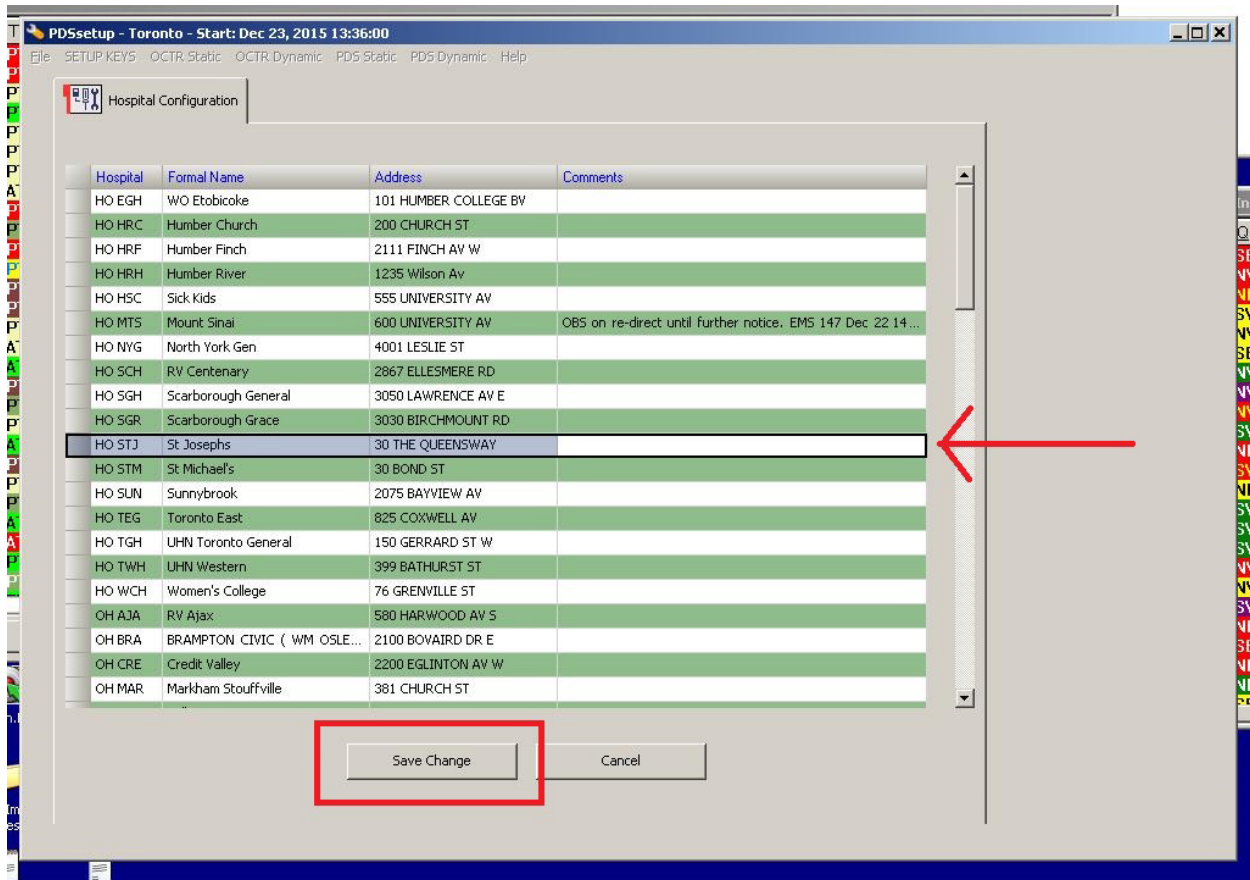 PDSsetup - Toronto - Start: Dec 23, 2015 13:36:00
File SETUP KEYS OCTR Static OCTR Dynamic PDS Static PDS Dynamic Help
Hospital Configuration
Hospital Formal Name Address Comments
HO EGH WO Etobicoke 101 HUMBER COLLEGE BV
HO HRC Humber Church 200 CHURCH ST
HO HRF Humber Finch 2111 FINCH AV W
HO HRH Humber River 1235 Wilson Av
HO HSC Sick Kids 555 UNIVERSITY AV
HO MTS Mount Sinai 600 UNIVERSITY AV OBS on re-direct until further notice. EMS 147 Dec 22 14...
HO NYG North York Gen 4001 LESLIE ST
HO SCH RV Centenary 2867 ELLESMERE RD
HO SGH Scarborough General 3050 LAWRENCE AV E
HO SGR Scarborough Grace 3030 BIRCHMOUNT RD
HO STJ St Josephs 30 THE QUEENSWAY
HO STM St Michael's 30 BOND ST
HO SUN Sunnybrook 2075 BAYVIEW AV
HO TEG Toronto East 825 COXWELL AV
HO TGH UHN Toronto General 150 GERRARD ST W
HO TWH UHN Western 399 BATHURST ST
HO WCH Women's College 76 GRENVILLE ST
OH AJA RV Ajax 580 HARWOOD AV S
OH BRA BRAMPTON CIVIC ( WM OSLE... 2100 BOVAIRD DR E
OH CRE Credit Valley 2200 EGLINTON AV W
OH MAR Markham Stouffville 381 CHURCH ST
Save Change Cancel